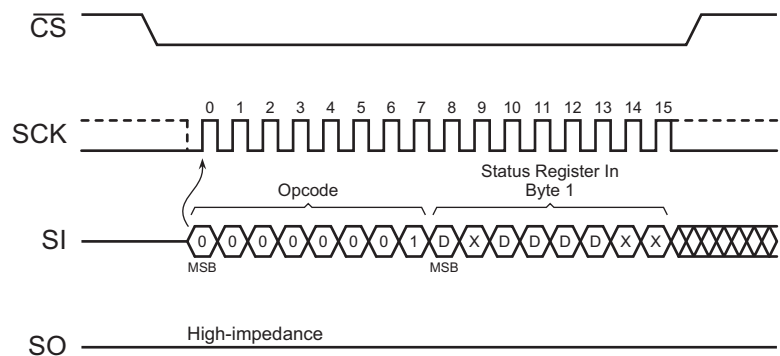 CS
0 1 2 3 4 5 6 7 8 9 10 11 12 13 14 15
SCK
Opcode
Status Register In
Byte 1
SI
0 0 0 0 0 0 0 1 D X D D D D X X
MSB MSB
High-impedance
SO